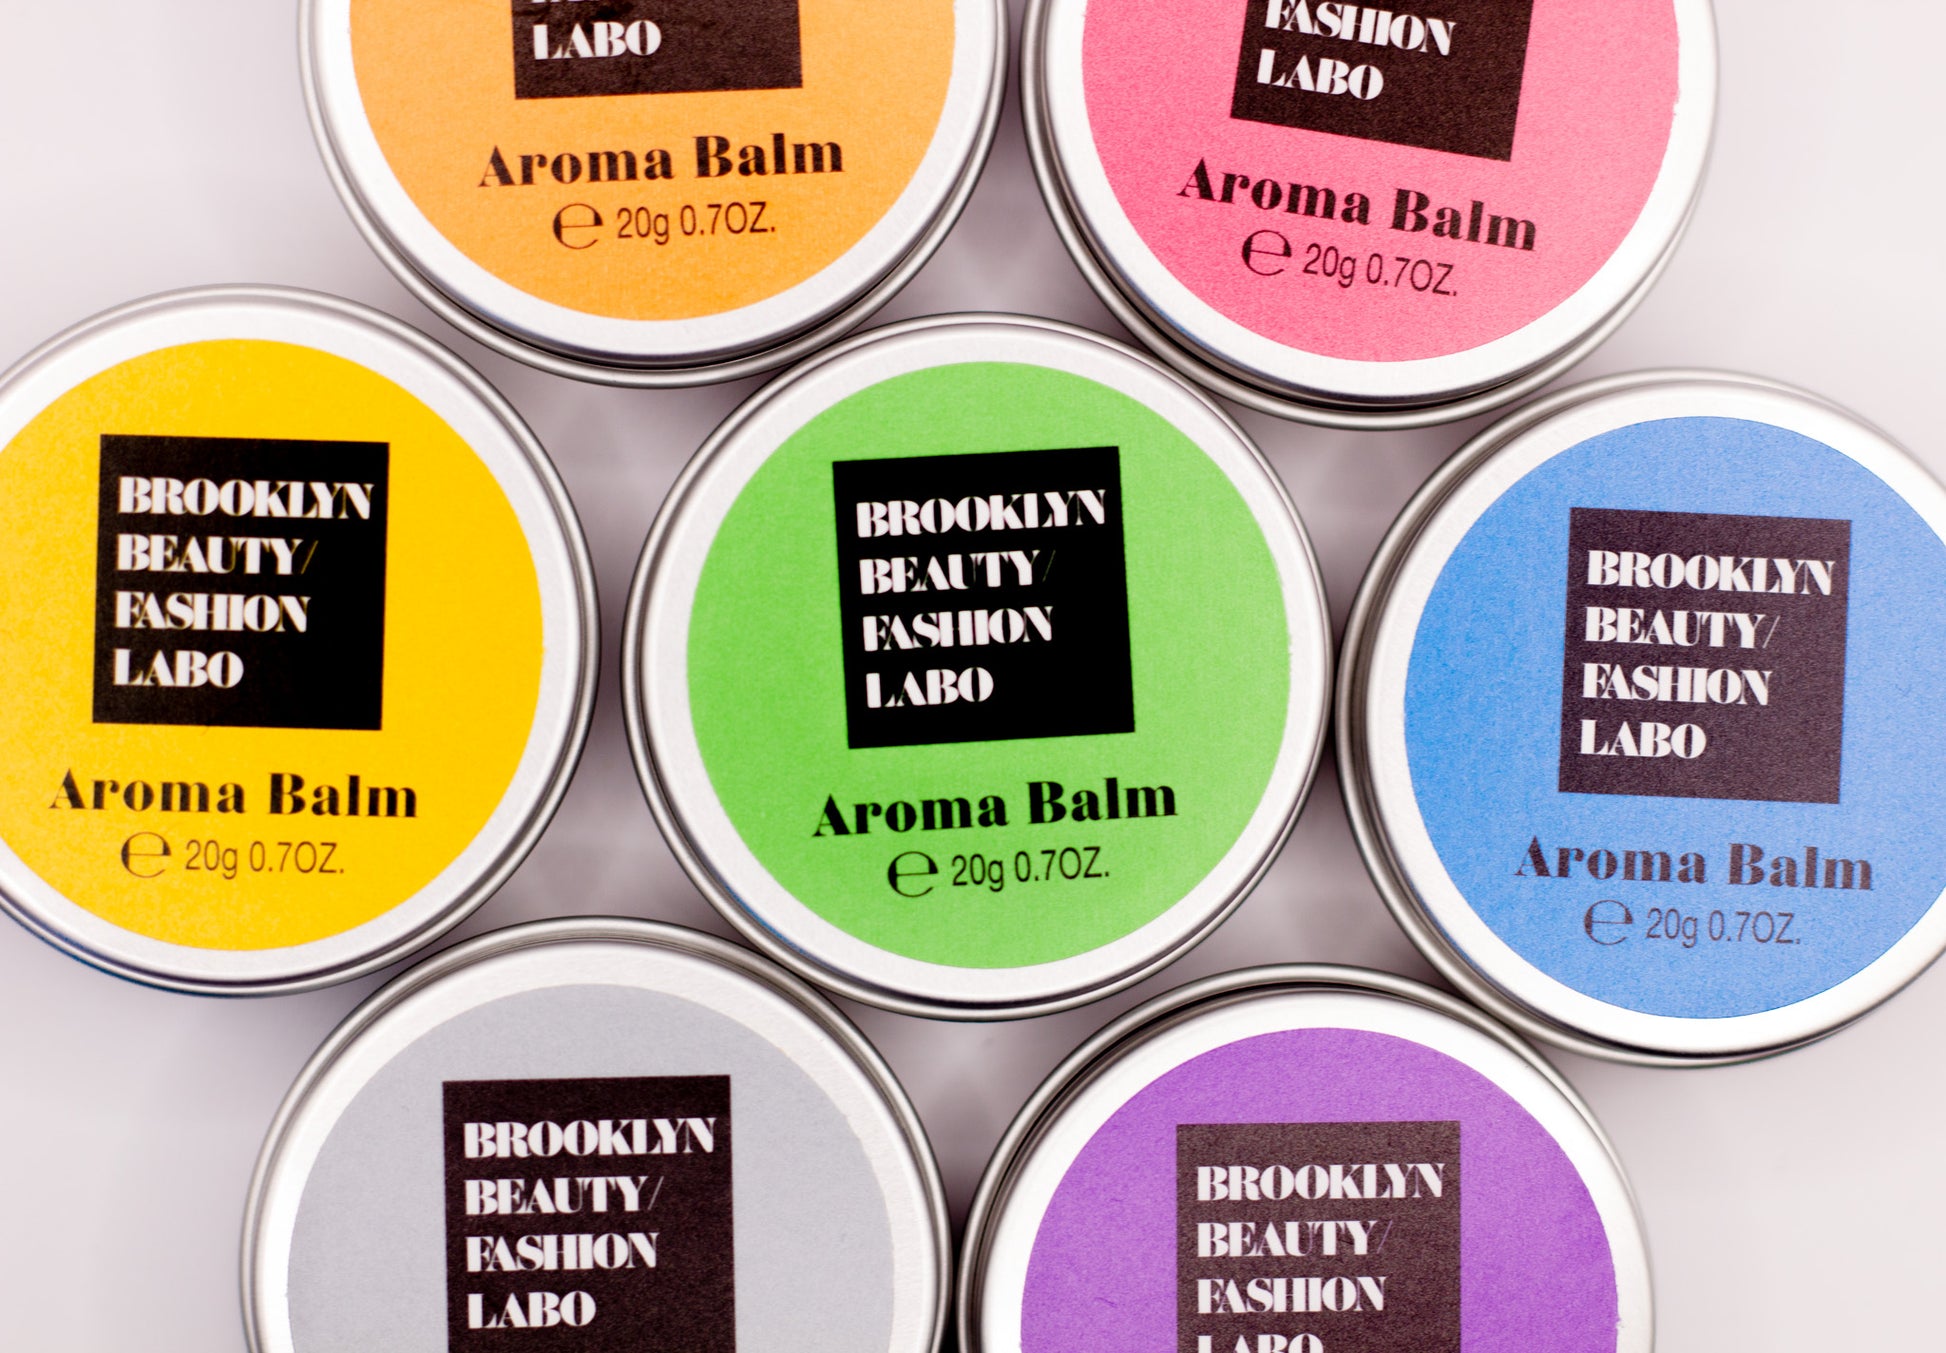 LABO
Aroma Balm
℮ 20g 0.7OZ.
FASHION
LABO
Aroma Balm
℮ 20g 0.7OZ.
BROOKLYN
BEAUTY/
FASHION
LABO
Aroma Balm
℮ 20g 0.7OZ.
BROOKLYN
BEAUTY/
FASHION
LABO
Aroma Balm
℮ 20g 0.7OZ.
BROOKLYN
BEAUTY/
FASHION
LABO
Aroma Balm
℮ 20g 0.7OZ.
BROOKLYN
BEAUTY/
FASHION
LABO
BROOKLYN
BEAUTY/
FASHION
LABO